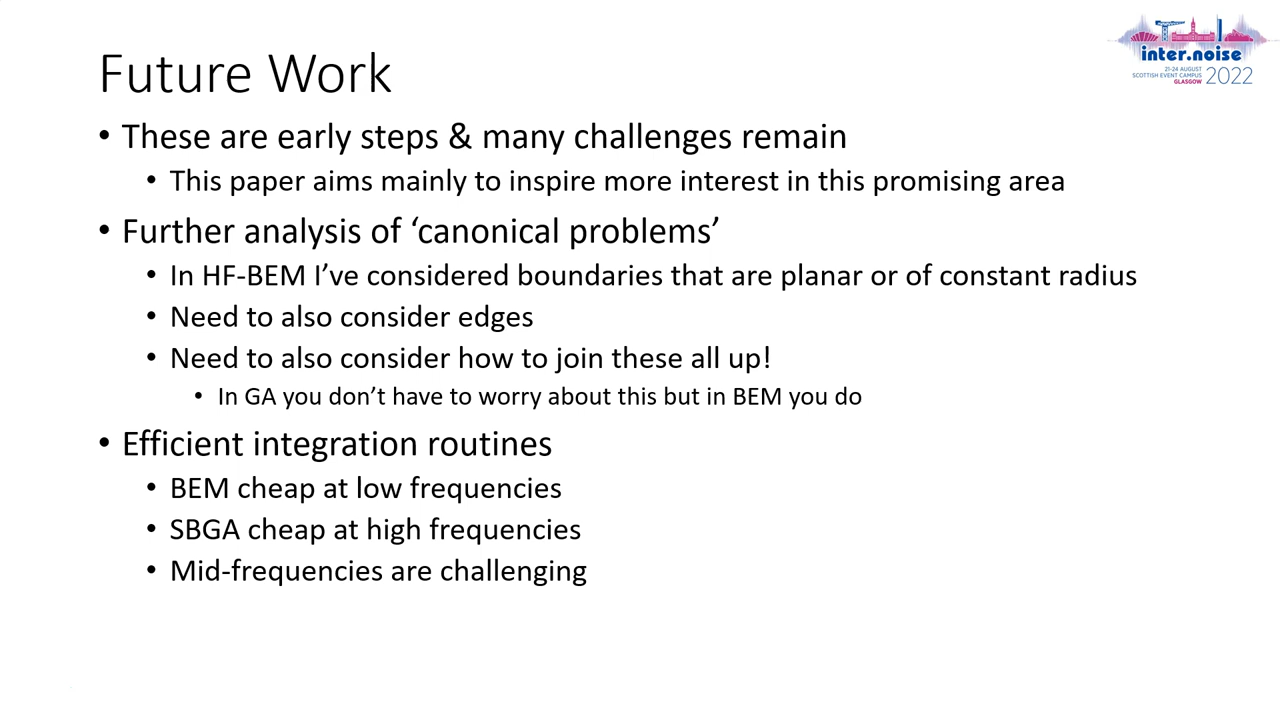 inter.noise
21-24 AUGUST
SCOTTISH EVENT CAMPUS
GLASGOW
2022
Future Work
• These are early steps & many challenges remain
• This paper aims mainly to inspire more interest in this promising area
• Further analysis of ‘canonical problems’
• In HF-BEM I’ve considered boundaries that are planar or of constant radius
• Need to also consider edges
• Need to also consider how to join these all up!
• In GA you don’t have to worry about this but in BEM you do
• Efficient integration routines
• BEM cheap at low frequencies
• SBGA cheap at high frequencies
• Mid-frequencies are challenging